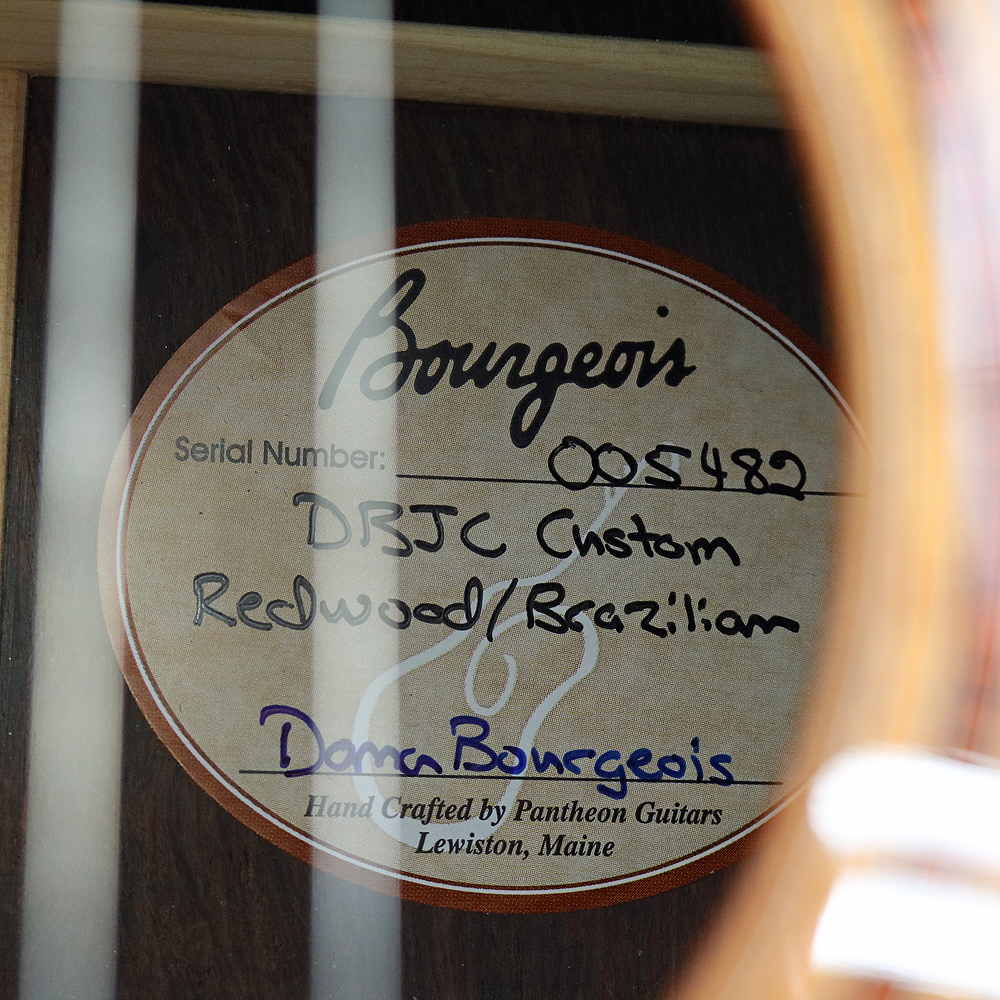 Bourgeois
Serial Number: 005482
DBJC Custom
Redwood/Brazilian
Dana Bourgeois
Hand Crafted by Pantheon Guitars
Lewiston, Maine